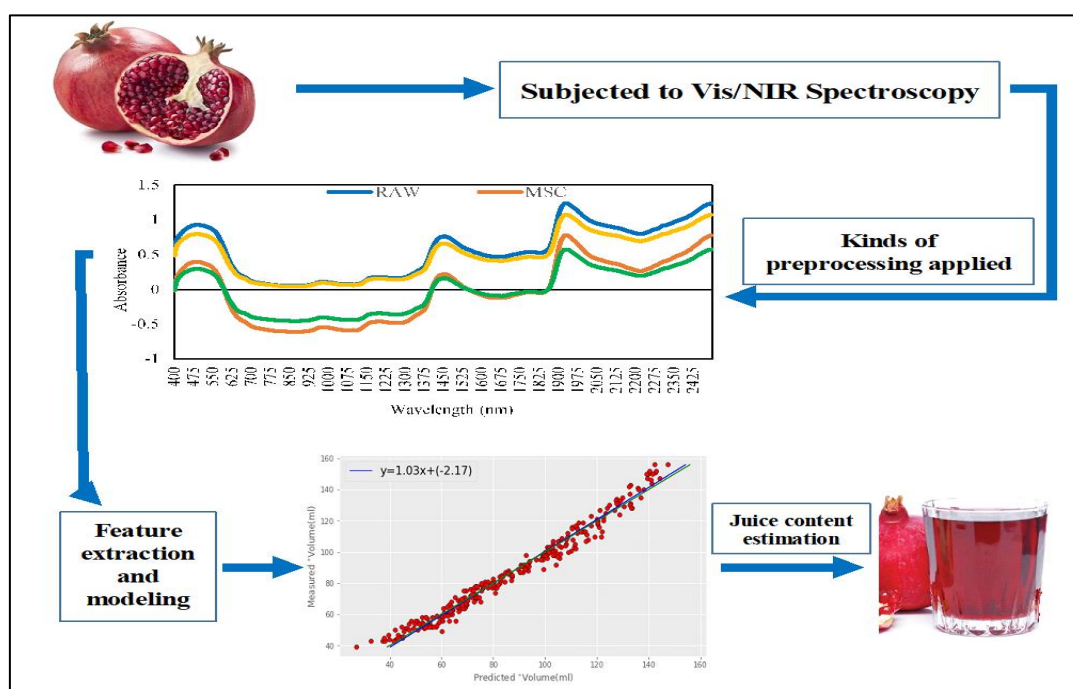 Subjected to Vis/NIR Spectroscopy
RAW MSC
1.5
1
0.5
0
-0.5
-1
Absorbance
400 475 550 625 700 775 850 925 1000 1075 1150 1225 1300 1375 1450 1525 1600 1675 1750 1825 1900 1975 2050 2125 2200 2275 2350 2425
Wavelength (nm)
Kinds of
preprocessing applied
Feature
extraction
and
modeling
y=1.03x+(-2.17)
160
140
120
100
80
60
40
Measured "Volume(ml)
40 60 80 100 120 140 160
Predicted "Volume(ml)
Juice content
estimation